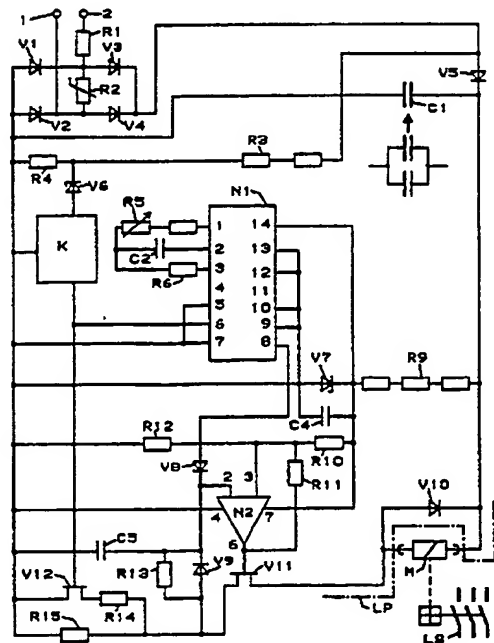 1 2
R1
V1 V3
R2
V2 V4
V5
C1
R3
R4
V6
K
N1
R5
C2
R6
1 14
2 13
3 12
4 11
5 10
6 9
7 8
V7
R9
C4
R12
R10
R11
V8
2 3
4 N2 7
6
V10
C5
V9
V11
R13
M
V12
R14
LP
R15
LS